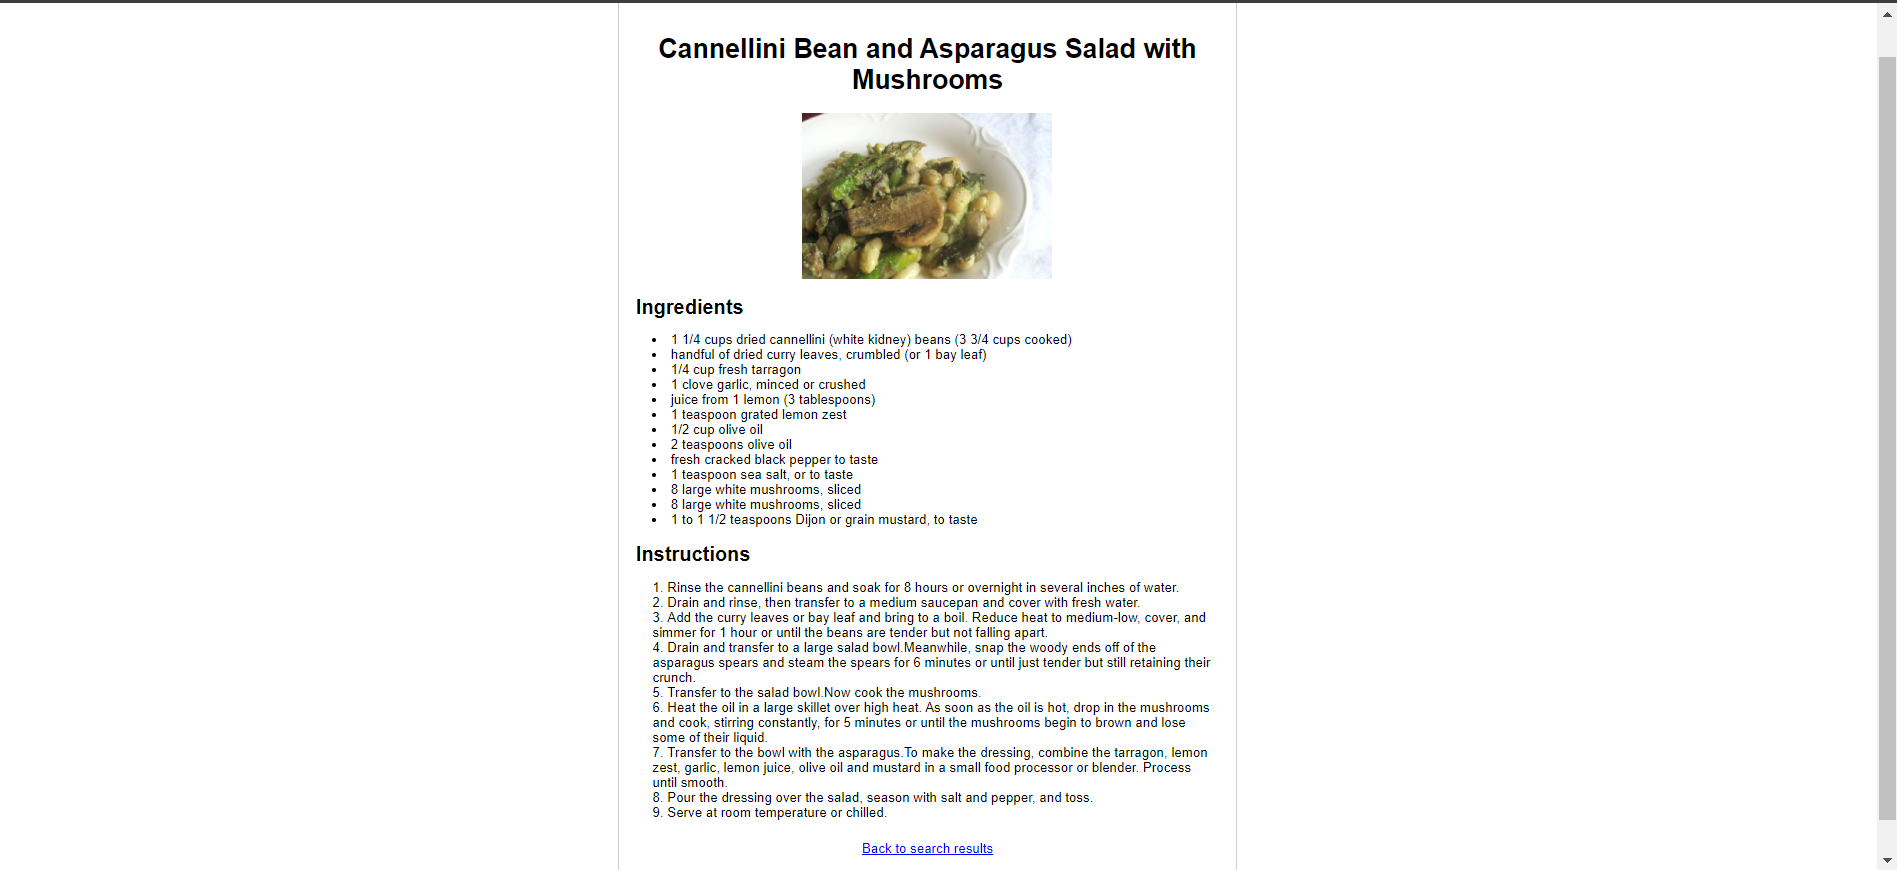 Cannellini Bean and Asparagus Salad with
Mushrooms
Ingredients
• 1 1/4 cups dried cannellini (white kidney) beans (3 3/4 cups cooked)
• handful of dried curry leaves, crumbled (or 1 bay leaf)
• 1/4 cup fresh tarragon
• 1 clove garlic, minced or crushed
• juice from 1 lemon (3 tablespoons)
• 1 teaspoon grated lemon zest
• 1/2 cup olive oil
• 2 teaspoons olive oil
• fresh cracked black pepper to taste
• 1 teaspoon sea salt, or to taste
• 8 large white mushrooms, sliced
• 8 large white mushrooms, sliced
• 1 to 1 1/2 teaspoons Dijon or grain mustard, to taste
Instructions
1. Rinse the cannellini beans and soak for 8 hours or overnight in several inches of water.
2. Drain and rinse, then transfer to a medium saucepan and cover with fresh water.
3. Add the curry leaves or bay leaf and bring to a boil. Reduce heat to medium-low, cover, and
simmer for 1 hour or until the beans are tender but not falling apart.
4. Drain and transfer to a large salad bowl.Meanwhile, snap the woody ends off of the
asparagus spears and steam the spears for 6 minutes or until just tender but still retaining their
crunch.
5. Transfer to the salad bowl.Now cook the mushrooms.
6. Heat the oil in a large skillet over high heat. As soon as the oil is hot, drop in the mushrooms
and cook, stirring constantly, for 5 minutes or until the mushrooms begin to brown and lose
some of their liquid.
7. Transfer to the bowl with the asparagus.To make the dressing, combine the tarragon, lemon
zest, garlic, lemon juice, olive oil and mustard in a small food processor or blender. Process
until smooth.
8. Pour the dressing over the salad, season with salt and pepper, and toss.
9. Serve at room temperature or chilled.
Back to search results